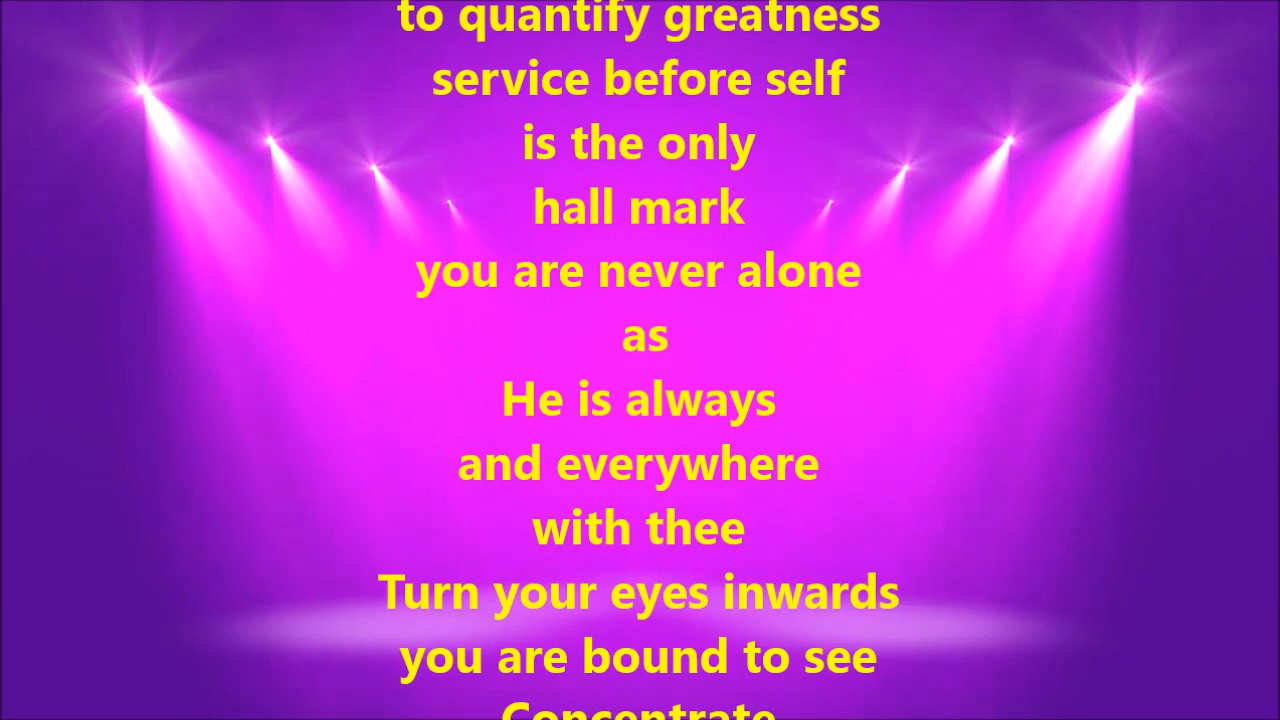 to quantify greatness
service before self
is the only
hall mark
you are never alone
as
He is always
and everywhere
with thee
Turn your eyes inwards
you are bound to see
Concentrate